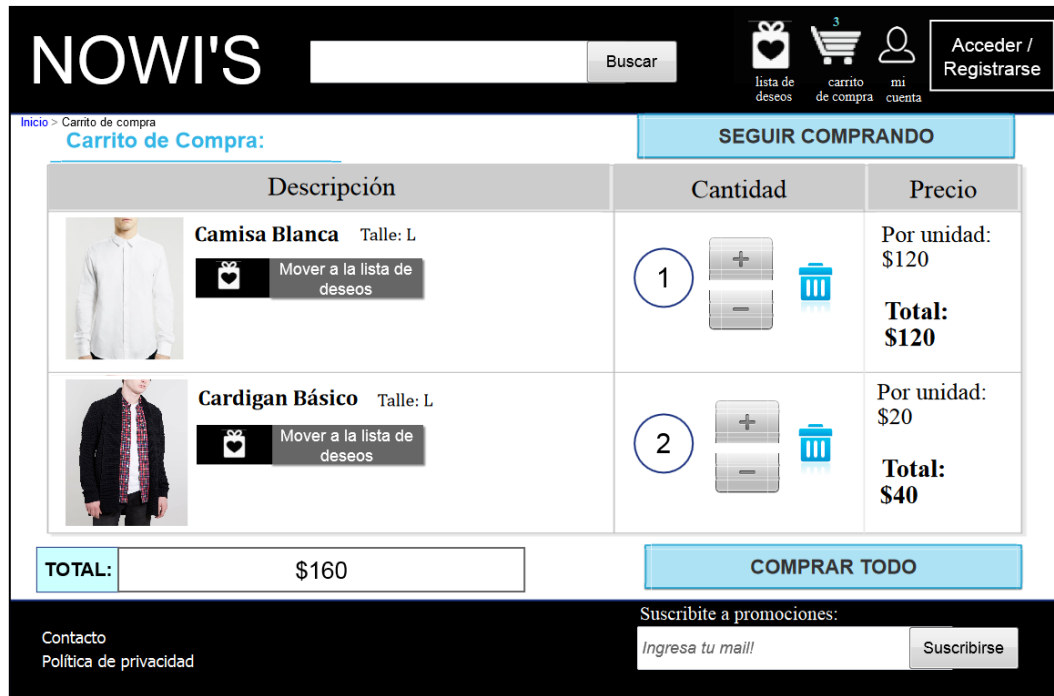 NOWI'S
Buscar
3
lista de
deseos
carrito
de compra
mi
cuenta
Acceder /
Registrarse
Inicio > Carrito de compra
Carrito de Compra:
SEGUIR COMPRANDO
Descripción
Cantidad
Precio
Camisa Blanca Talle: L
Mover a la lista de
deseos
1
+
−
Por unidad:
$120
Total:
$120
Cardigan Básico Talle: L
Mover a la lista de
deseos
2
+
−
Por unidad:
$20
Total:
$40
TOTAL:
$160
COMPRAR TODO
Contacto
Política de privacidad
Suscribite a promociones:
Ingresa tu mail!
Suscribirse